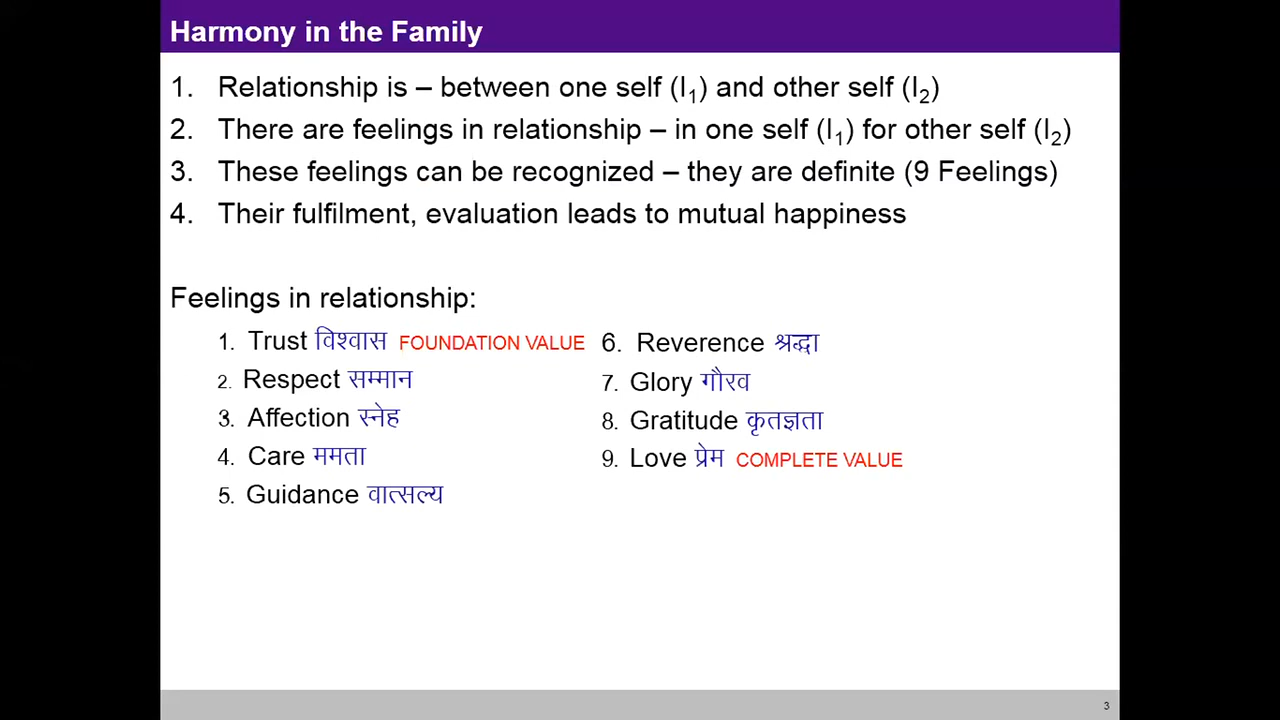 Harmony in the Family
1. Relationship is – between one self (I₁) and other self (I₂)
2. There are feelings in relationship – in one self (I₁) for other self (I₂)
3. These feelings can be recognized – they are definite (9 Feelings)
4. Their fulfilment, evaluation leads to mutual happiness
Feelings in relationship:
1. Trust विश्वास FOUNDATION VALUE
2. Respect सम्मान
3. Affection स्नेह
4. Care ममता
5. Guidance वात्सल्य
6. Reverence श्रद्धा
7. Glory गौरव
8. Gratitude कृतज्ञता
9. Love प्रेम COMPLETE VALUE
3